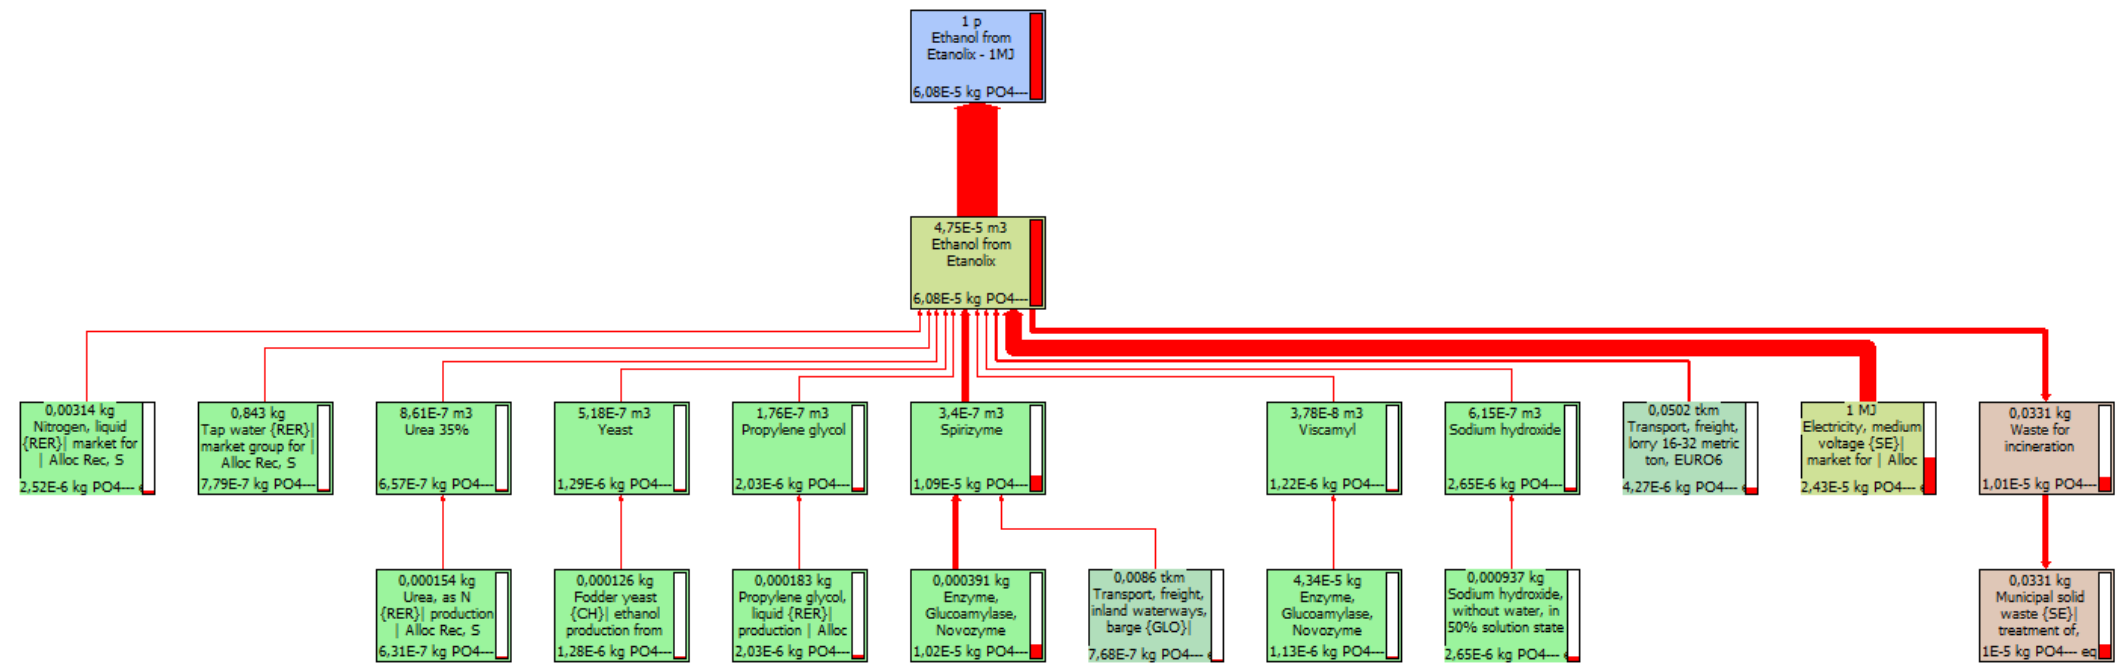 1 p
Ethanol from
Etanolix - 1MJ
6,08E-5 kg PO4---
4,75E-5 m3
Ethanol from
Etanolix
6,08E-5 kg PO4---
0,00314 kg
Nitrogen, liquid
{RER}| market for
| Alloc Rec, S
2,52E-6 kg PO4--- e
0,843 kg
Tap water {RER}|
market group for |
Alloc Rec, S
7,79E-7 kg PO4---
8,61E-7 m3
Urea 35%
6,57E-7 kg PO4---
5,18E-7 m3
Yeast
1,29E-6 kg PO4---
1,76E-7 m3
Propylene glycol
2,03E-6 kg PO4---
3,4E-7 m3
Spirizyme
1,09E-5 kg PO4---
3,78E-8 m3
Viscamyl
1,22E-6 kg PO4---
6,15E-7 m3
Sodium hydroxide
2,65E-6 kg PO4---
0,0502 tkm
Transport, freight,
lorry 16-32 metric
ton, EURO6
4,27E-6 kg PO4--- e
1 MJ
Electricity, medium
voltage {SE}|
market for | Alloc
2,43E-5 kg PO4--- e
0,0331 kg
Waste for
incineration
1,01E-5 kg PO4---
0,000154 kg
Urea, as N
{RER}| production
| Alloc Rec, S
6,31E-7 kg PO4---
0,000126 kg
Fodder yeast
{CH}| ethanol
production from
1,28E-6 kg PO4---
0,000183 kg
Propylene glycol,
liquid {RER}|
production | Alloc
2,03E-6 kg PO4---
0,000391 kg
Enzyme,
Glucoamylase,
Novozyme
1,02E-5 kg PO4---
0,0086 tkm
Transport, freight,
inland waterways,
barge {GLO}|
7,68E-7 kg PO4--- e
4,34E-5 kg
Enzyme,
Glucoamylase,
Novozyme
1,13E-6 kg PO4---
0,000937 kg
Sodium hydroxide,
without water, in
50% solution state
2,65E-6 kg PO4--- e
0,0331 kg
Municipal solid
waste {SE}|
treatment of,
1E-5 kg PO4--- eq